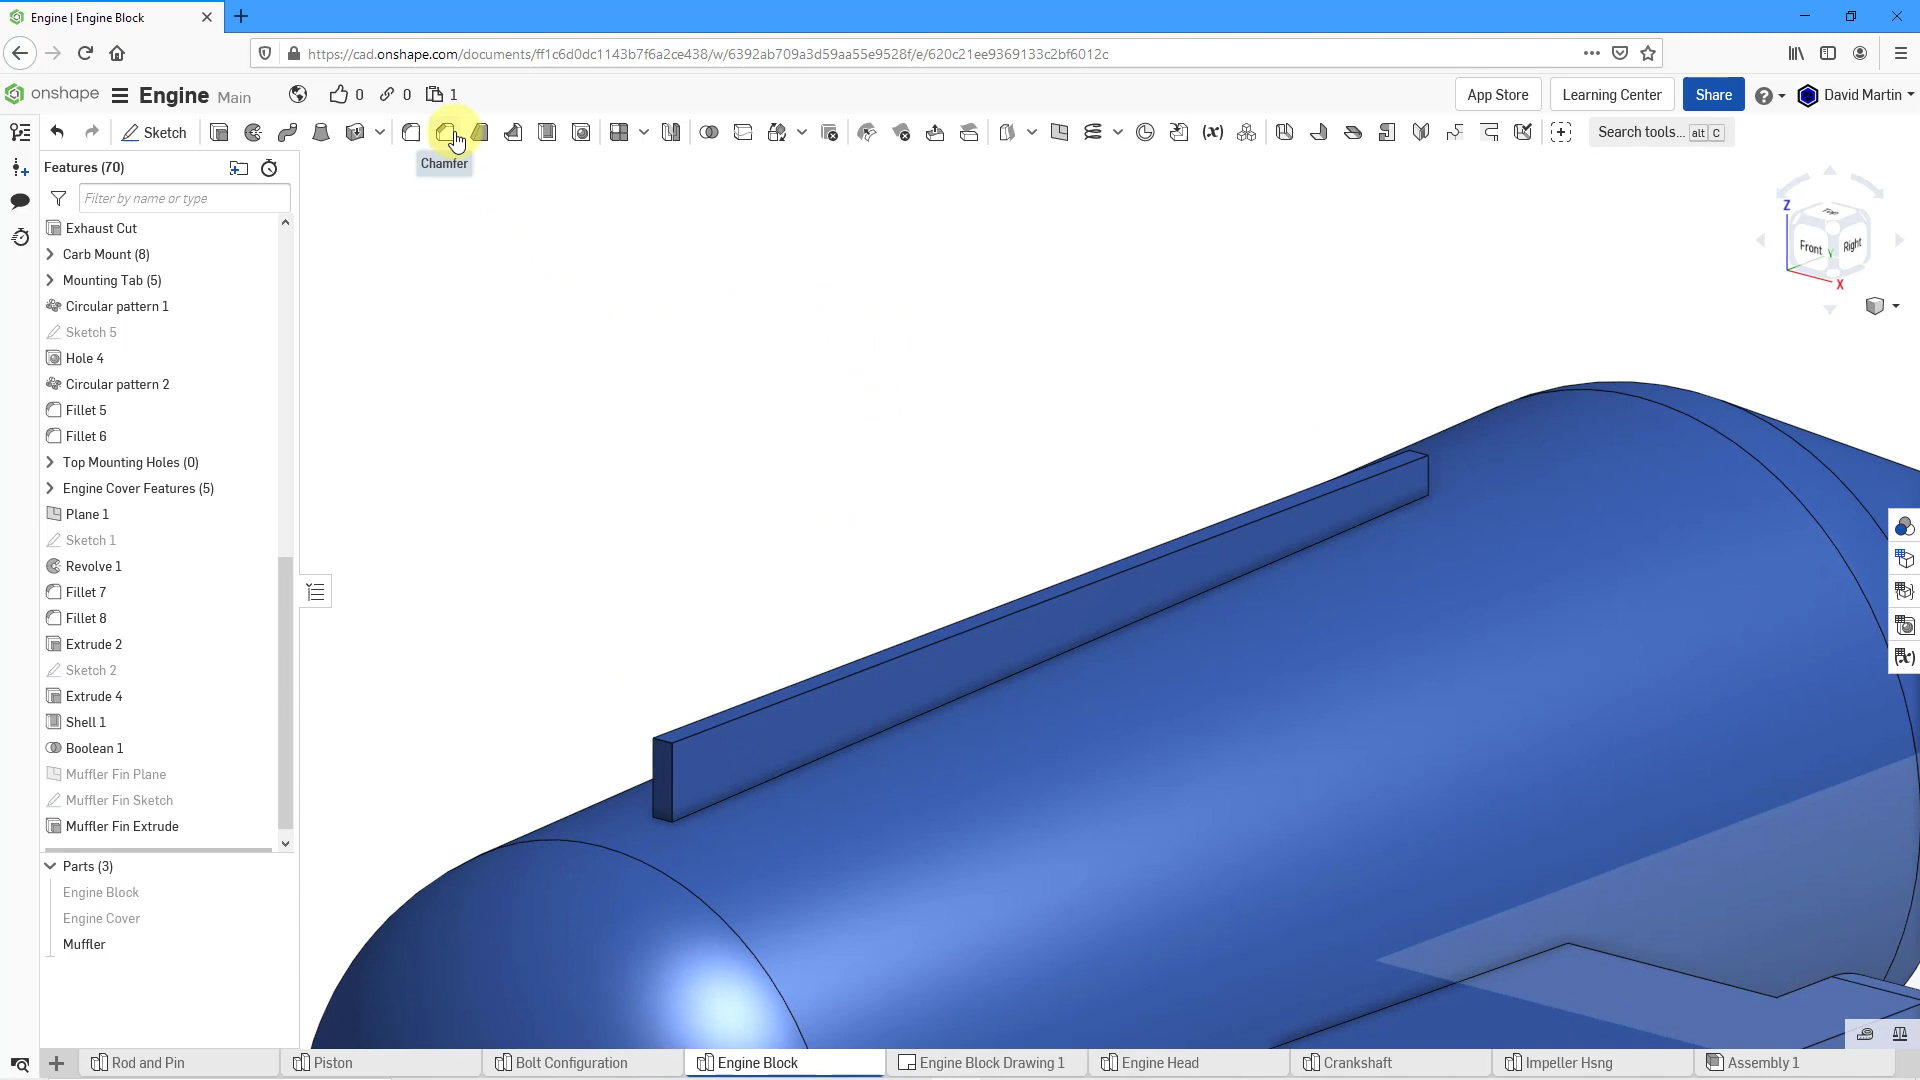 Engine | Engine Block
https://cad.onshape.com/documents/ff1c6d0dc1143b7f6a2ce438/w/6392ab709a3d59aa55e9528f/e/620c21ee9369133c2bf6012c
onshape Engine Main 0 0 1 App Store Learning Center Share David Martin
Sketch Search tools... alt C
Chamfer
Features (70)
Filter by name or type
Exhaust Cut
Carb Mount (8)
Mounting Tab (5)
Circular pattern 1
Sketch 5
Hole 4
Circular pattern 2
Fillet 5
Fillet 6
Top Mounting Holes (0)
Engine Cover Features (5)
Plane 1
Sketch 1
Revolve 1
Fillet 7
Fillet 8
Extrude 2
Sketch 2
Extrude 4
Shell 1
Boolean 1
Muffler Fin Plane
Muffler Fin Sketch
Muffler Fin Extrude
Parts (3)
Engine Block
Engine Cover
Muffler
Z
Top
Front
Right
X
Rod and Pin
Piston
Bolt Configuration
Engine Block
Engine Block Drawing 1
Engine Head
Crankshaft
Impeller Hsng
Assembly 1